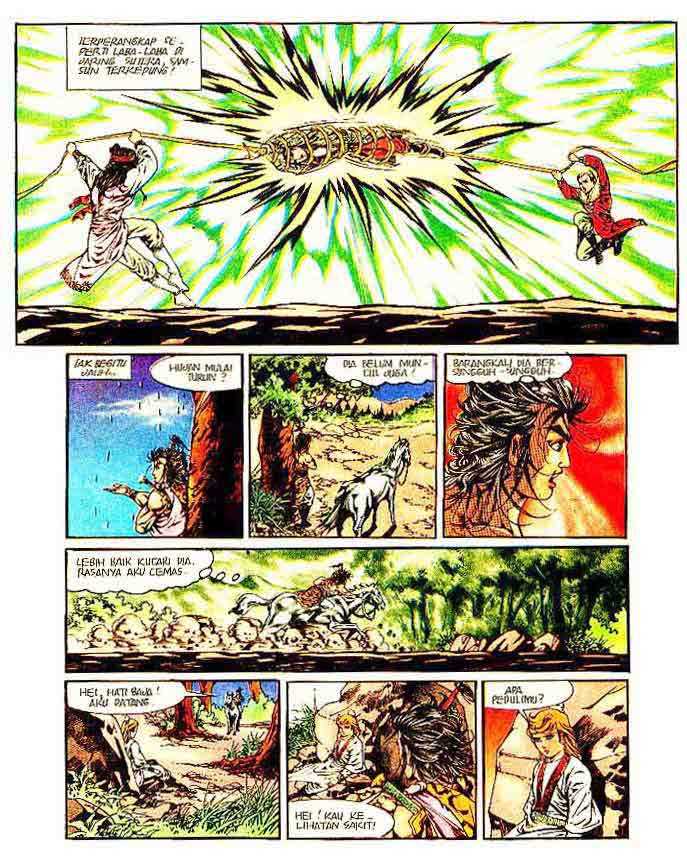 TERPERANGKAP SE-
PERTI LABA-LABA DI
JARING SUTERA, SAM-
SUN TERKEPUNG!
TAK BEGITU
JAUH...
HUJAN MULAI
TURUN?
DIA BELUM MUN-
CUL JUGA!
BARANGKALI DIA BER-
SUNGGUH-SUNGGUH.
LEBIH BAIK KUCARI DIA.
RASANYA AKU CEMAS.
HEI, HATI BAJA!
AKU DATANG.
HEI! KAU KE-
LIHATAN SAKIT!
APA
PEDULIMU?